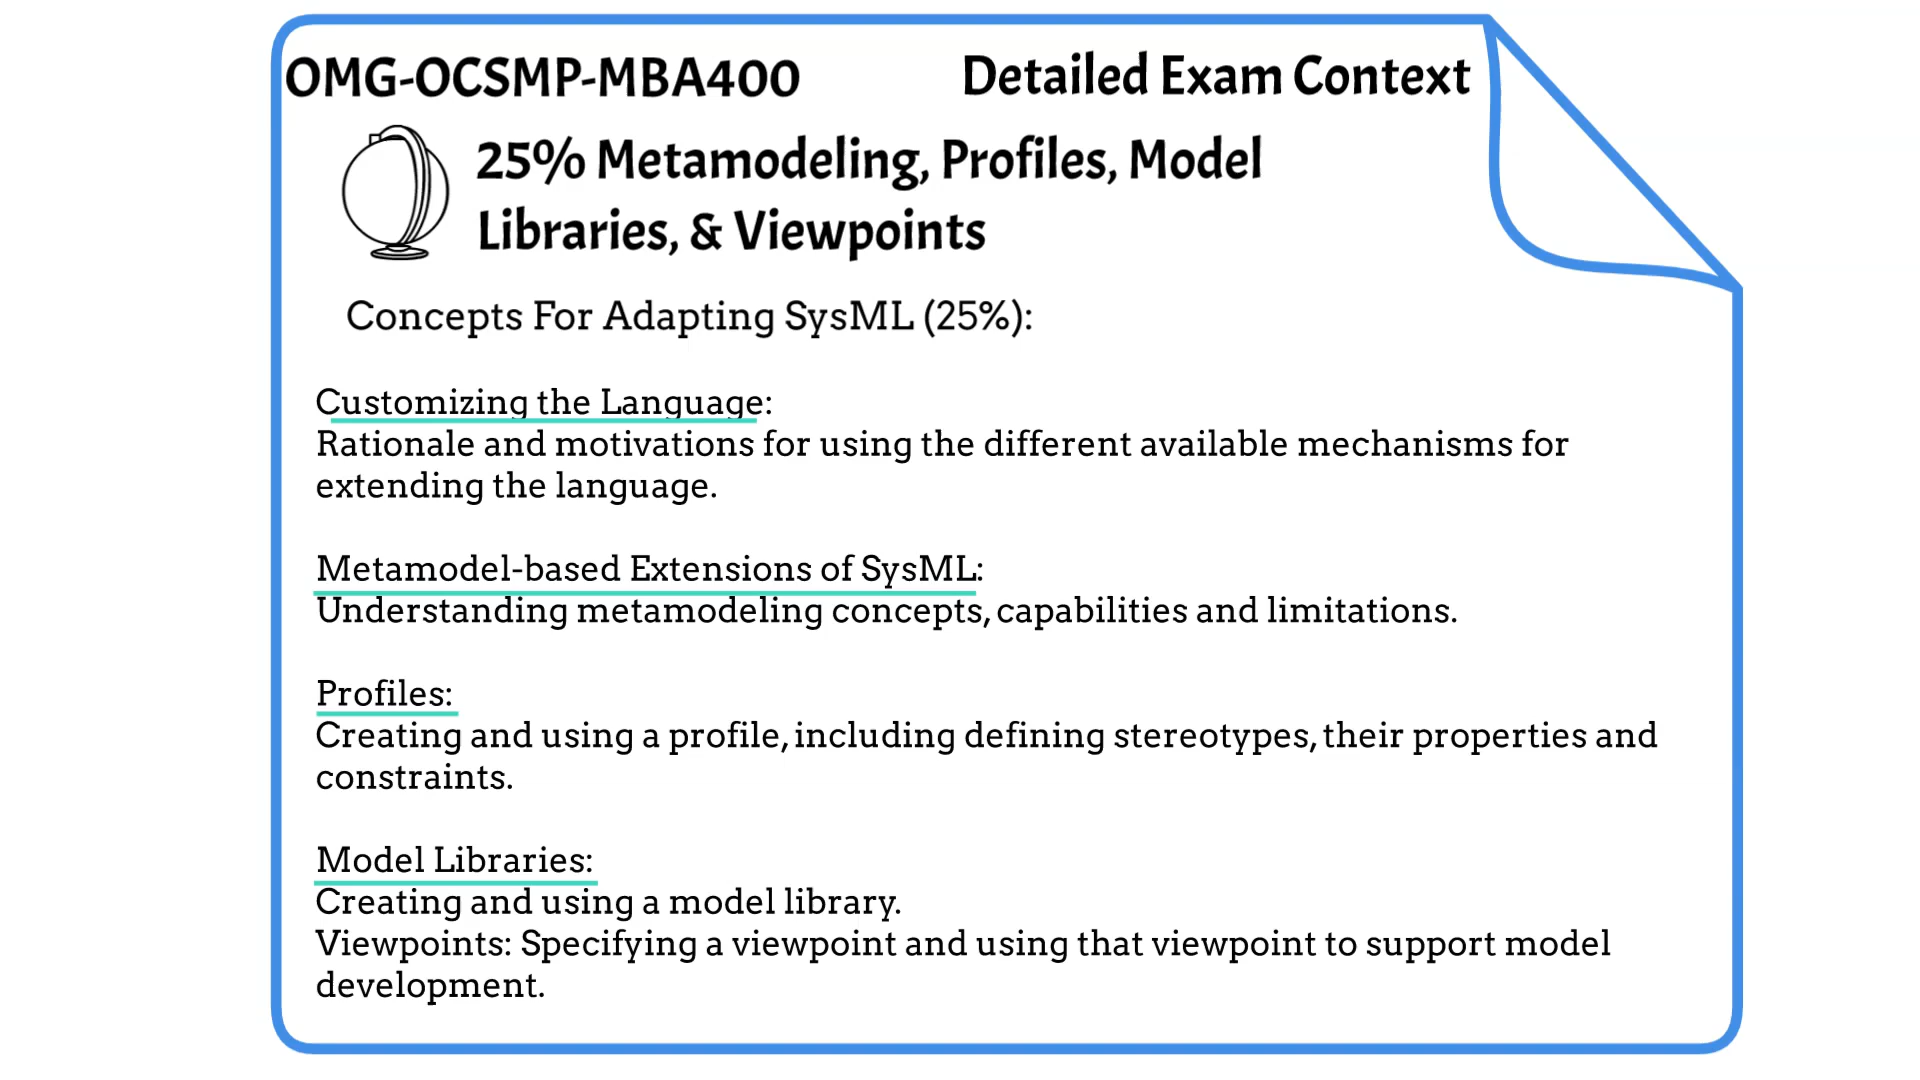 OMG-OCSMP-MBA400
Detailed Exam Context
25% Metamodeling, Profiles, Model
Libraries, & Viewpoints
Concepts For Adapting SysML (25%):
Customizing the Language:
Rationale and motivations for using the different available mechanisms for
extending the language.
Metamodel-based Extensions of SysML:
Understanding metamodeling concepts, capabilities and limitations.
Profiles:
Creating and using a profile, including defining stereotypes, their properties and
constraints.
Model Libraries:
Creating and using a model library.
Viewpoints: Specifying a viewpoint and using that viewpoint to support model
development.